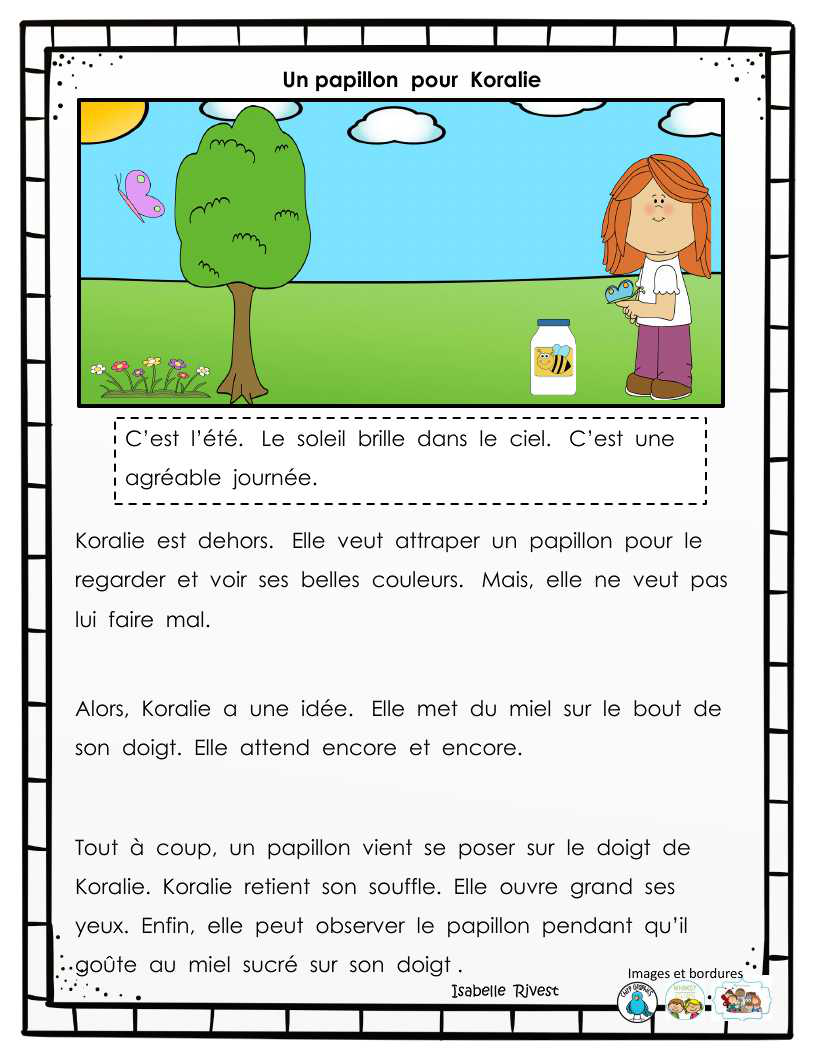 Un papillon pour Koralie
C'est l'été. Le soleil brille dans le ciel. C'est une
agréable journée.
Koralie est dehors. Elle veut attraper un papillon pour le
regarder et voir ses belles couleurs. Mais, elle ne veut pas
lui faire mal.
Alors, Koralie a une idée. Elle met du miel sur le bout de
son doigt. Elle attend encore et encore.
Tout à coup, un papillon vient se poser sur le doigt de
Koralie. Koralie retient son souffle. Elle ouvre grand ses
yeux. Enfin, elle peut observer le papillon pendant qu'il
goûte au miel sucré sur son doigt .
Images et bordures
Isabelle Rivest